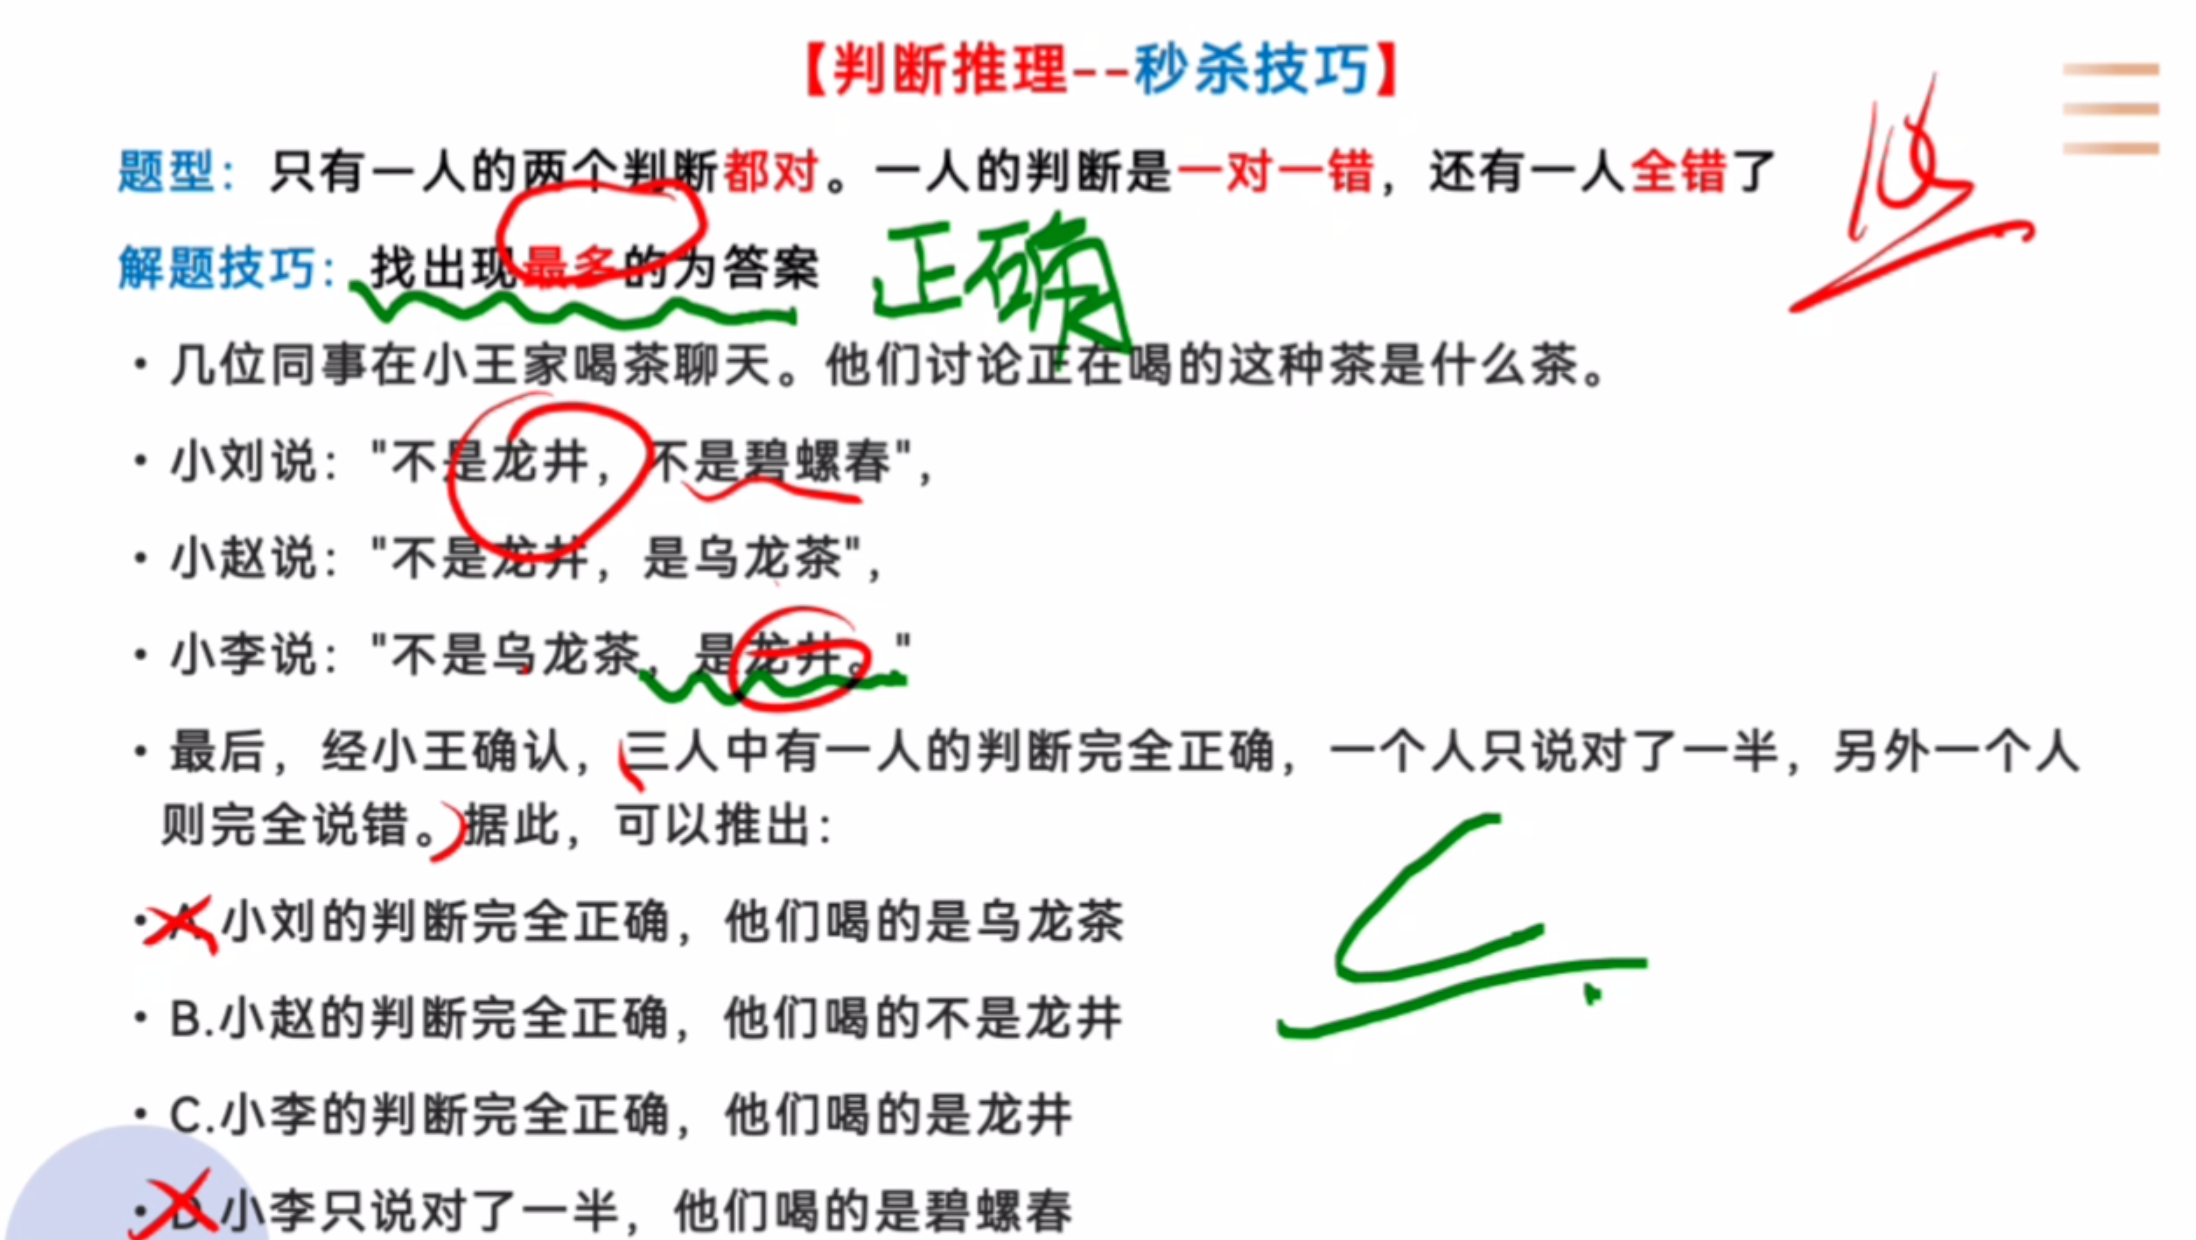 【判断推理--秒杀技巧】
题型：只有一人的两个判断都对。一人的判断是一对一错，还有一人全错了
解题技巧：找出现最多的为答案
正确
几位同事在小王家喝茶聊天。他们讨论正在喝的这种茶是什么茶。
小刘说："不是龙井，不是碧螺春",
小赵说："不是龙井，是乌龙茶",
小李说："不是乌龙茶，是龙井。"
最后，经小王确认，三人中有一人的判断完全正确，一个人只说对了一半，另外一个人
则完全说错。据此，可以推出：
A.小刘的判断完全正确，他们喝的是乌龙茶
B.小赵的判断完全正确，他们喝的不是龙井
C.小李的判断完全正确，他们喝的是龙井
D.小李只说对了一半，他们喝的是碧螺春